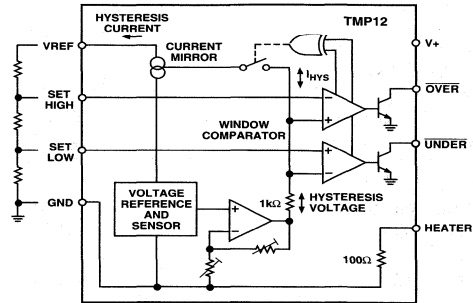 HYSTERESIS
CURRENT
TMP12
VREF
CURRENT
MIRROR
V+
IHYS
SET
HIGH
OVER
WINDOW
COMPARATOR
SET
LOW
UNDER
GND
VOLTAGE
REFERENCE
AND
SENSOR
1kΩ
HYSTERESIS
VOLTAGE
HEATER
100Ω
− + + − + −